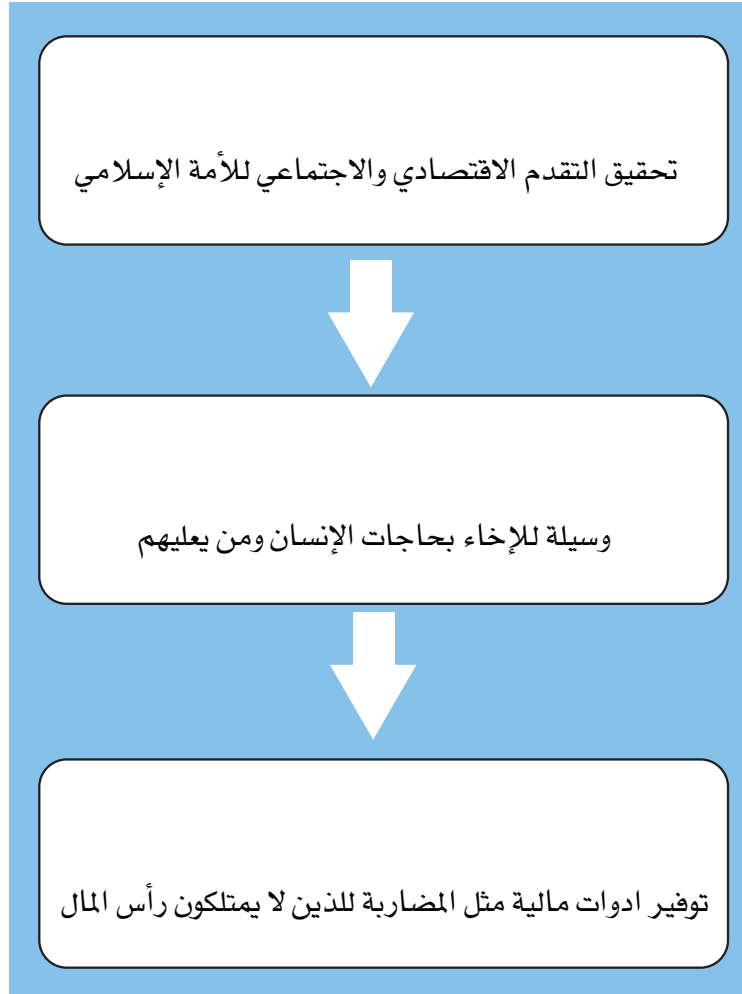 تحقيق التقدم الاقتصادي والاجتماعي للأمة الإسلامي
وسيلة للإخاء بحاجات الإنسان ومن يعليهم
توفير ادوات مالية مثل المضاربة للذين لا يمتلكون رأس المال